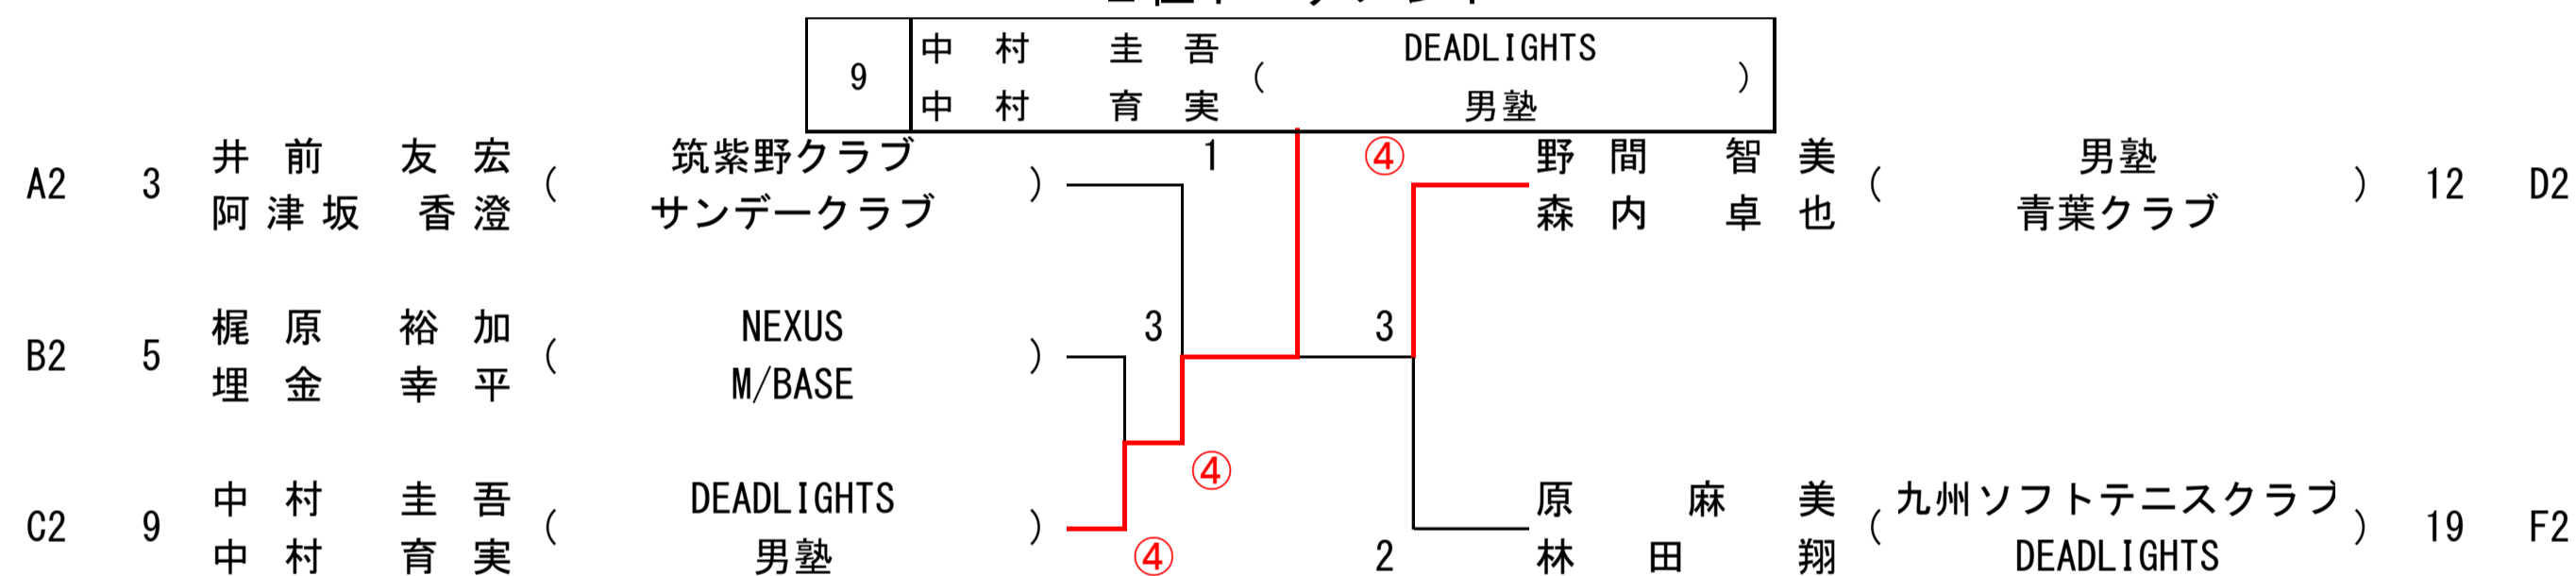 9
中村 圭吾 ( DEADLIGHTS )
中村 育実 男塾
1 ④
A2 3 井前 友宏 ( 筑紫野クラブ ) 野間 智美 ( 男塾 ) 12 D2
阿津坂 香澄 サンデークラブ 森内 卓也 青葉クラブ
B2 5 梶原 裕加 ( NEXUS ) 3 3
埋金 幸平 M/BASE
④
C2 9 中村 圭吾 ( DEADLIGHTS ) 原 麻美 ( 九州ソフトテニスクラブ ) 19 F2
中村 育実 男塾 ④ 2 林田 翔 DEADLIGHTS